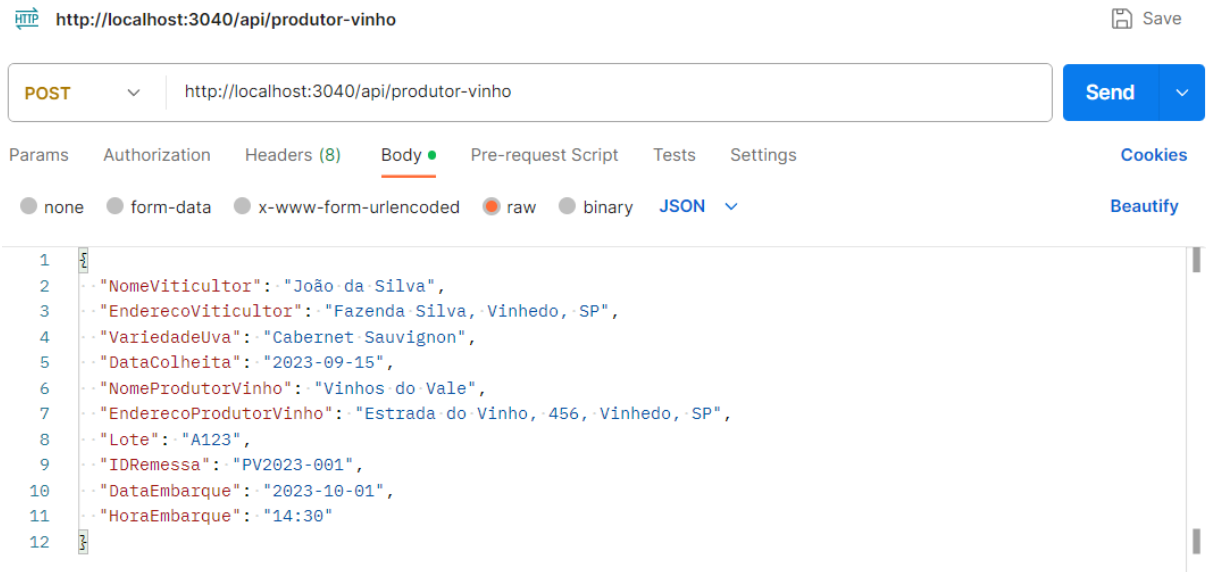 HTTP http://localhost:3040/api/produtor-vinho Save
POST http://localhost:3040/api/produtor-vinho Send
Params Authorization Headers (8) Body Pre-request Script Tests Settings Cookies
none form-data x-www-form-urlencoded raw binary JSON Beautify
1 {
2 "NomeViticultor": "João da Silva",
3 "EnderecoViticultor": "Fazenda Silva, Vinhedo, SP",
4 "VariedadeUva": "Cabernet Sauvignon",
5 "DataColheita": "2023-09-15",
6 "NomeProdutorVinho": "Vinhos do Vale",
7 "EnderecoProdutorVinho": "Estrada do Vinho, 456, Vinhedo, SP",
8 "Lote": "A123",
9 "IDRemessa": "PV2023-001",
10 "DataEmbarque": "2023-10-01",
11 "HoraEmbarque": "14:30"
12 }